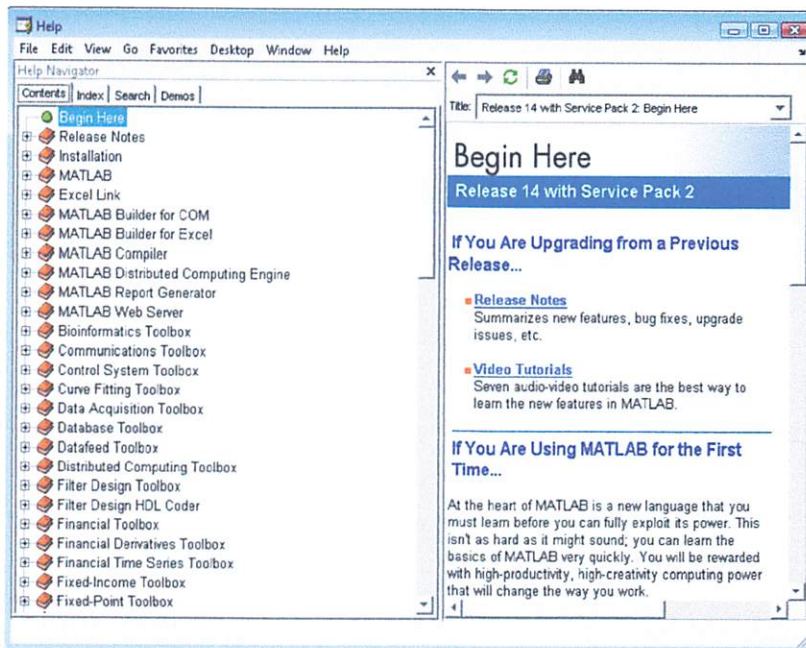 Help
File Edit View Go Favorites Desktop Window Help
Help Navigator
Contents Index Search Demos
Begin Here
Release Notes
Installation
MATLAB
Excel Link
MATLAB Builder for COM
MATLAB Builder for Excel
MATLAB Compiler
MATLAB Distributed Computing Engine
MATLAB Report Generator
MATLAB Web Server
Bioinformatics Toolbox
Communications Toolbox
Control System Toolbox
Curve Fitting Toolbox
Data Acquisition Toolbox
Database Toolbox
Datafeed Toolbox
Distributed Computing Toolbox
Filter Design Toolbox
Filter Design HDL Coder
Financial Toolbox
Financial Derivatives Toolbox
Financial Time Series Toolbox
Fixed-Income Toolbox
Fixed-Point Toolbox
Title: Release 14 with Service Pack 2: Begin Here
Begin Here
Release 14 with Service Pack 2
If You Are Upgrading from a Previous
Release...
Release Notes
Summarizes new features, bug fixes, upgrade
issues, etc.
Video Tutorials
Seven audio-video tutorials are the best way to
learn the new features in MATLAB.
If You Are Using MATLAB for the First
Time...
At the heart of MATLAB is a new language that you
must learn before you can fully exploit its power. This
isn't as hard as it might sound; you can learn the
basics of MATLAB very quickly. You will be rewarded
with high-productivity, high-creativity computing power
that will change the way you work.